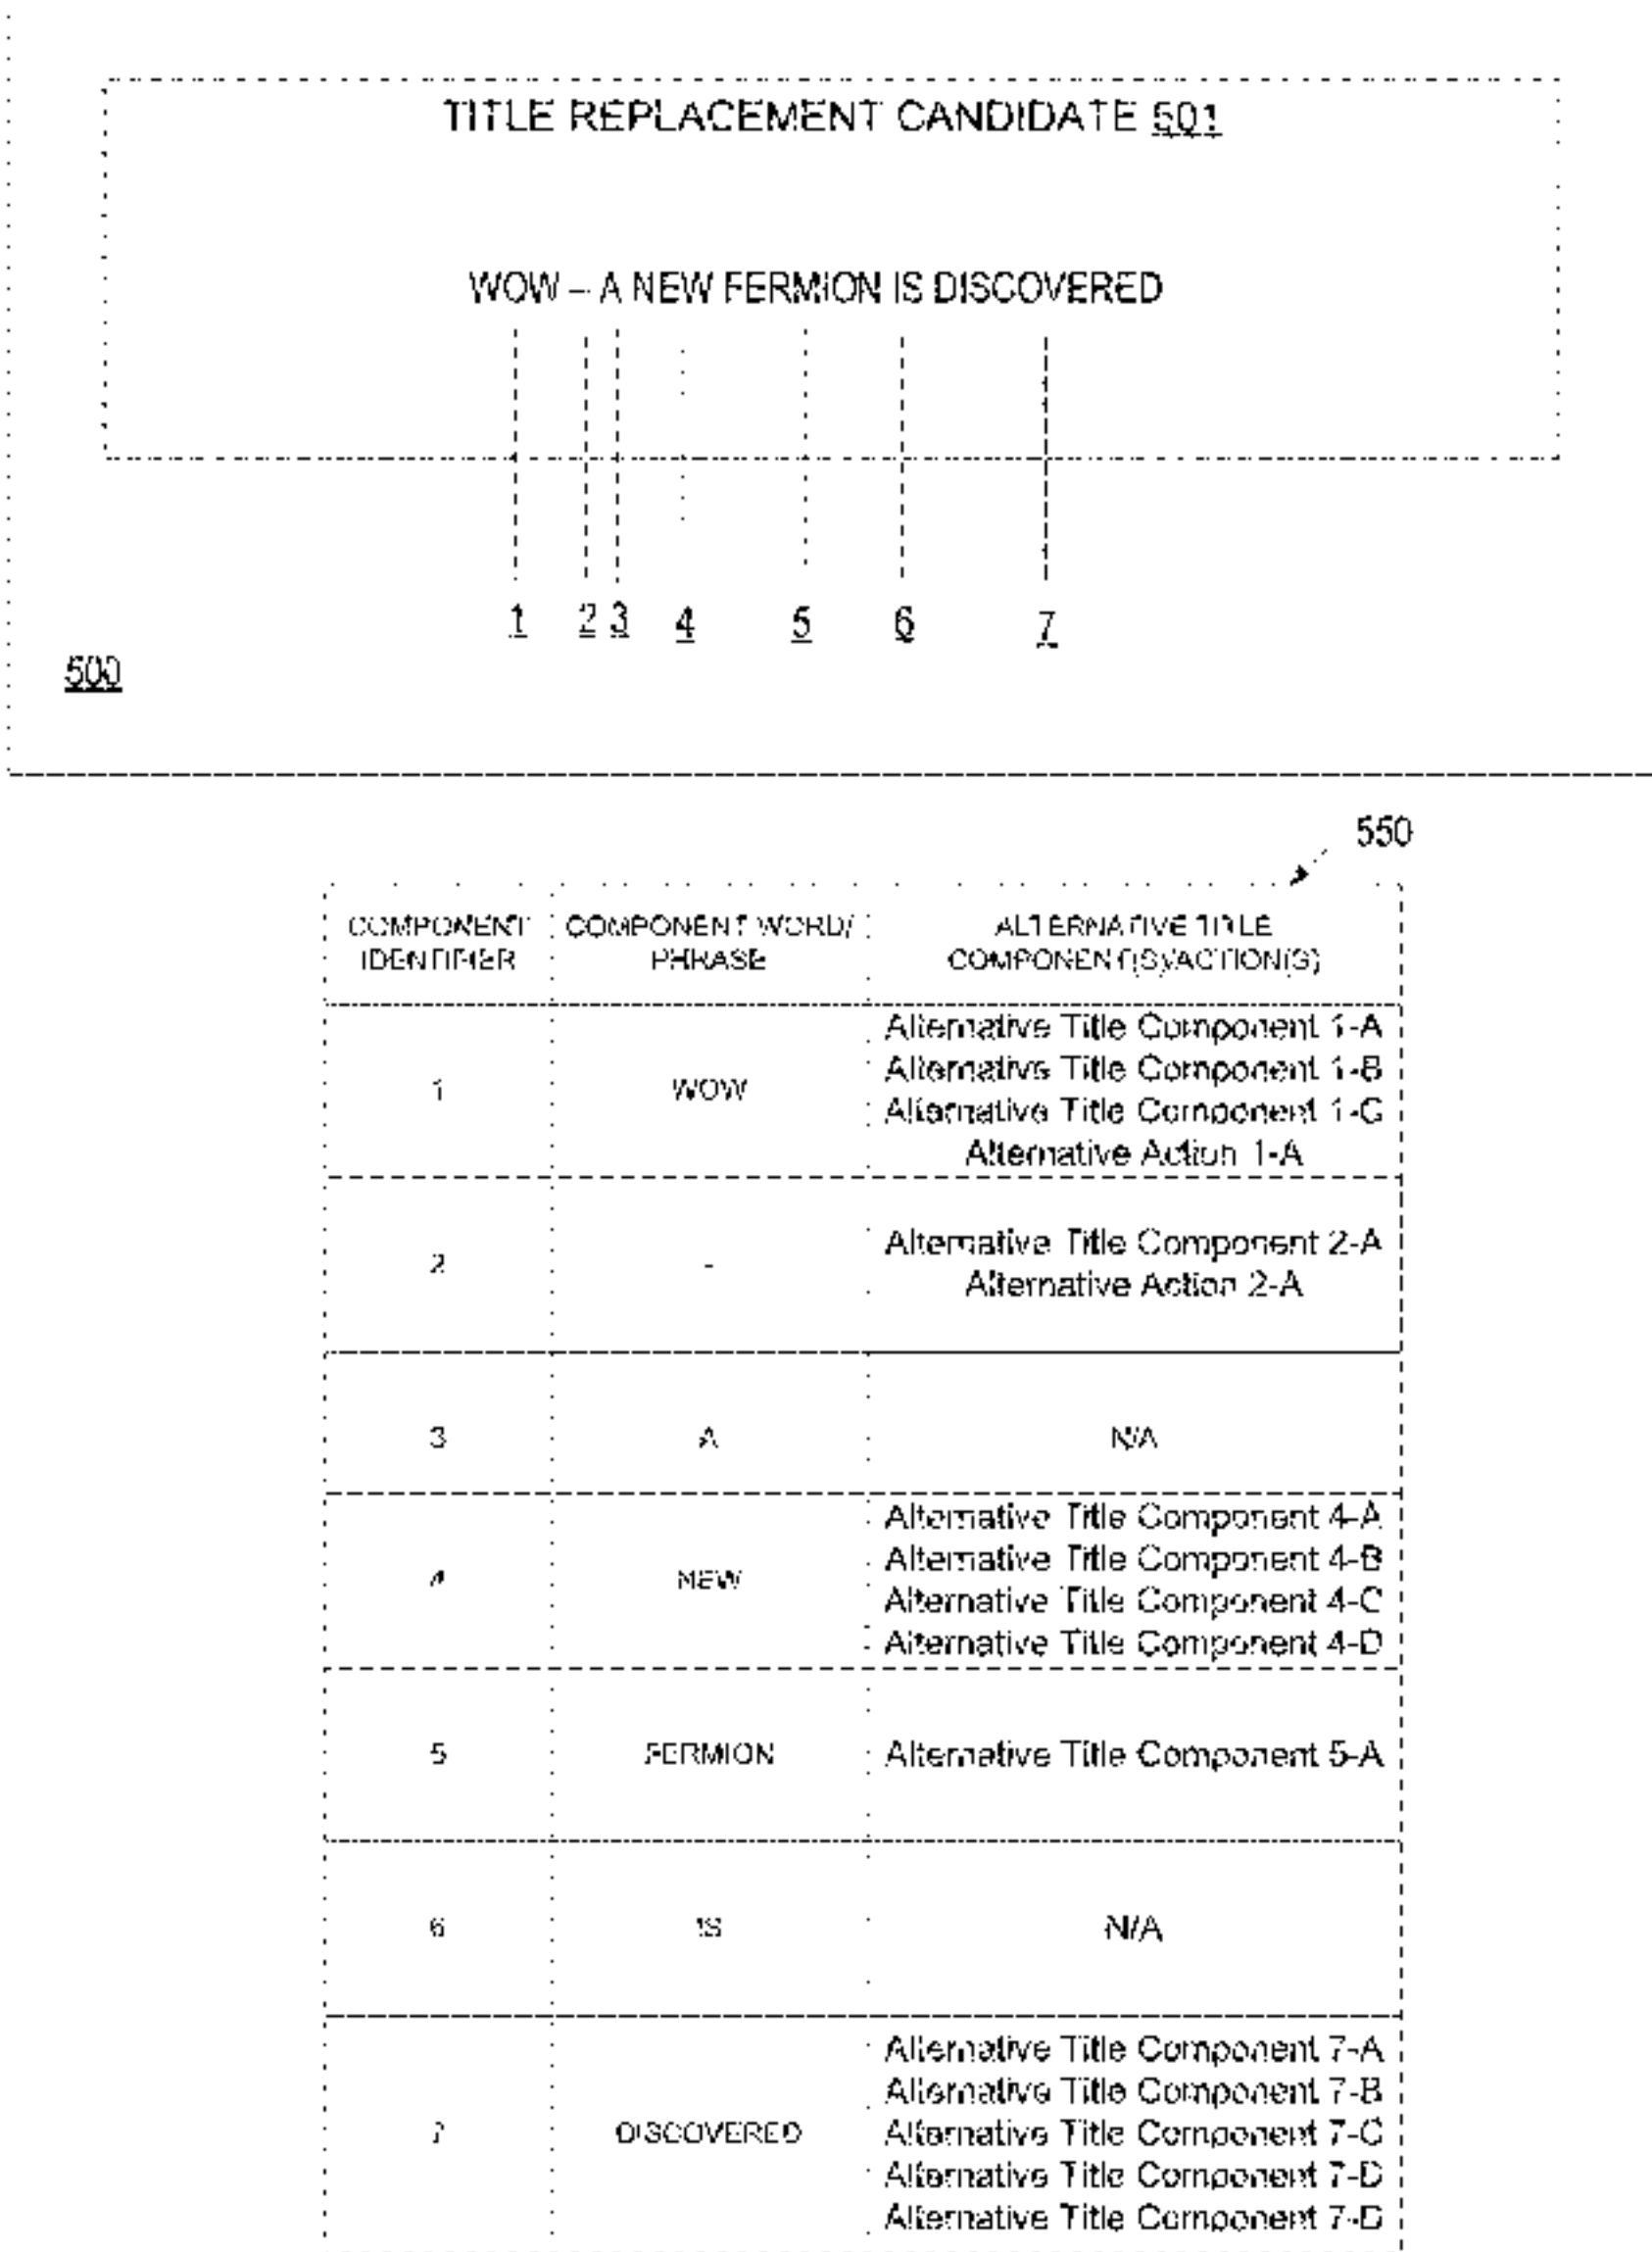 TITLE REPLACEMENT CANDIDATE 501
WOW – A NEW FERMION IS DISCOVERED
1 2 3 4 5 6 7
500
550
COMPONENT IDENTIFIER
COMPONENT WORD/ PHRASE
ALTERNATIVE TITLE COMPONENT(S)/ACTION(S)
1
WOW
Alternative Title Component 1-A
Alternative Title Component 1-B
Alternative Title Component 1-C
Alternative Action 1-A
2
-
Alternative Title Component 2-A
Alternative Action 2-A
3
A
N/A
4
NEW
Alternative Title Component 4-A
Alternative Title Component 4-B
Alternative Title Component 4-C
Alternative Title Component 4-D
5
FERMION
Alternative Title Component 5-A
6
IS
N/A
7
DISCOVERED
Alternative Title Component 7-A
Alternative Title Component 7-B
Alternative Title Component 7-C
Alternative Title Component 7-D
Alternative Title Component 7-D